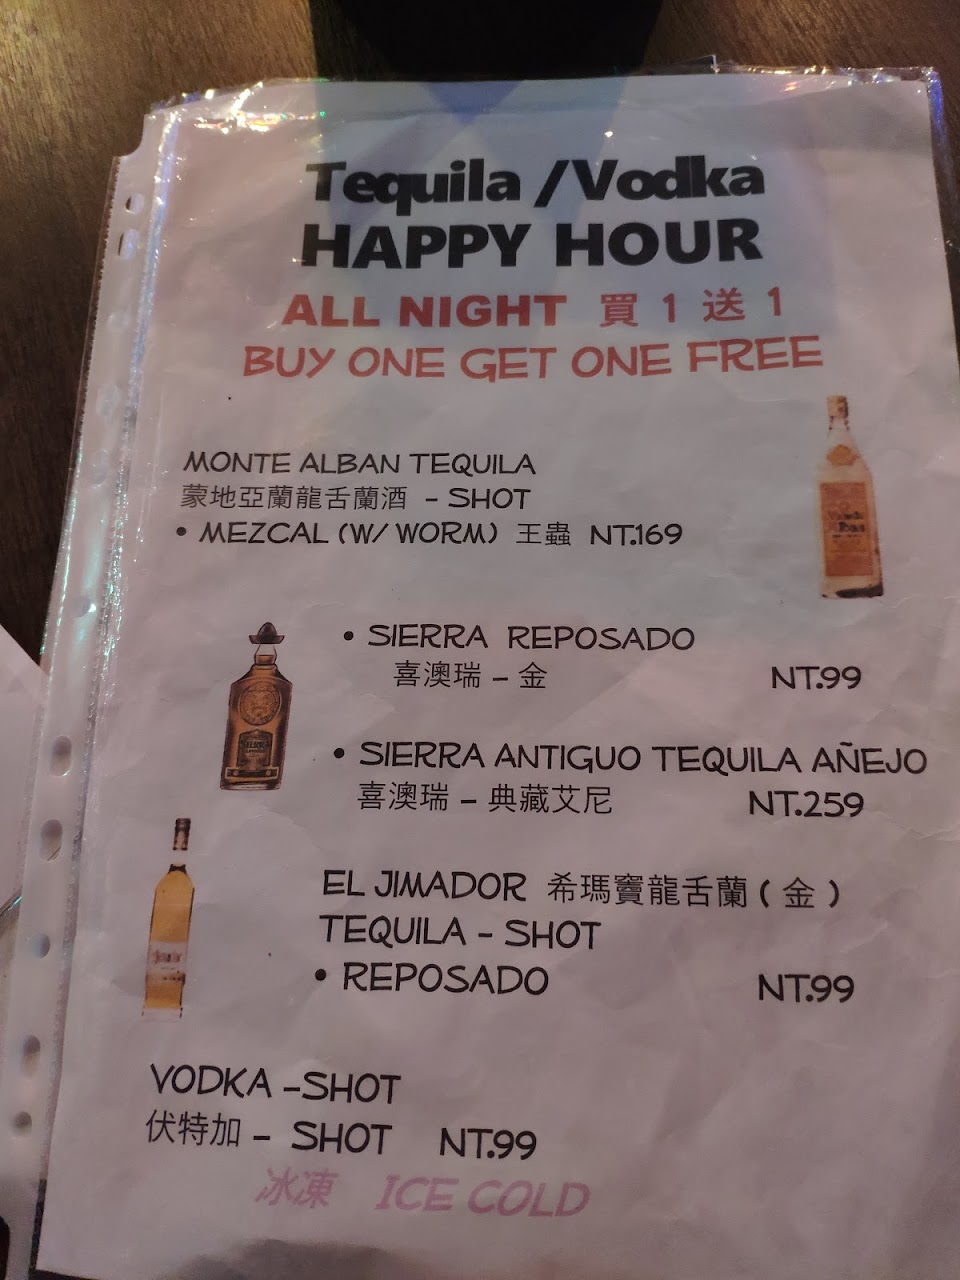 Tequila /Vodka
HAPPY HOUR
ALL NIGHT 買 1 送 1
BUY ONE GET ONE FREE
MONTE ALBAN TEQUILA
蒙地亞蘭龍舌蘭酒 - SHOT
• MEZCAL (W/ WORM) 王蟲 NT.169
• SIERRA REPOSADO
喜澳瑞 – 金 NT.99
• SIERRA ANTIGUO TEQUILA AÑEJO
喜澳瑞 – 典藏艾尼 NT.259
EL JIMADOR 希瑪竇龍舌蘭 ( 金 )
TEQUILA - SHOT
• REPOSADO NT.99
VODKA -SHOT
伏特加 - SHOT NT.99
冰凍 ICE COLD